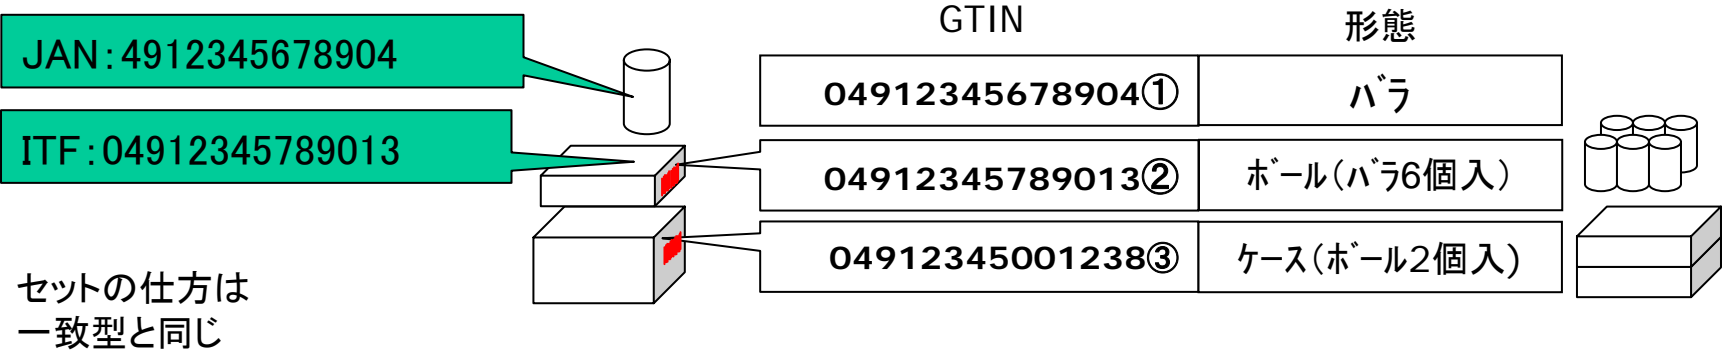 GTIN 形態
JAN:4912345678904
04912345678904① バラ
ITF:04912345789013
04912345789013② ボール(バラ6個入)
04912345001238③ ケース(ボール2個入)
セットの仕方は
一致型と同じ